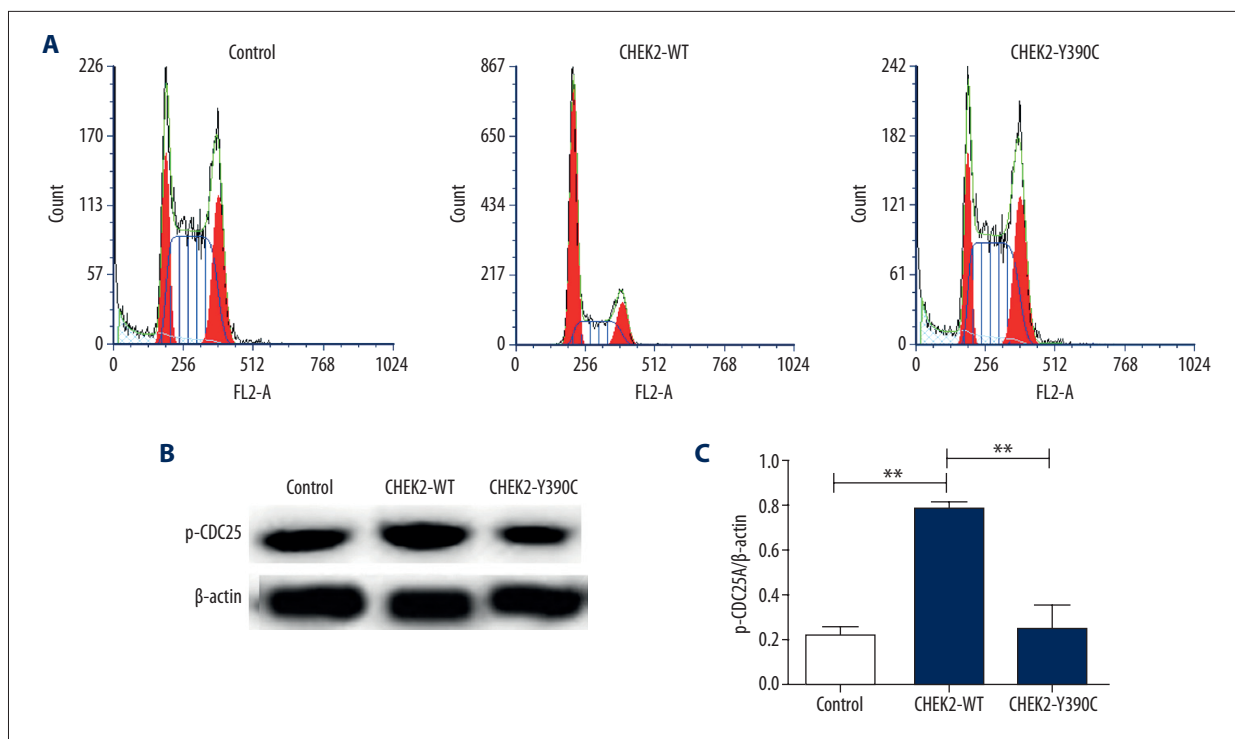 A
Control
226
170
113
57
0
Count
0 256 512 768 1024
FL2-A
CHEK2-WT
867
650
434
217
0
Count
0 256 512 768 1024
FL2-A
CHEK2-Y390C
242
182
121
61
0
Count
0 256 512 768 1024
FL2-A
B
Control CHEK2-WT CHEK2-Y390C
p-CDC25
β-actin
C
** **
1.0
0.8
0.6
0.4
0.2
0.0
p-CDC25A/β-actin
Control CHEK2-WT CHEK2-Y390C